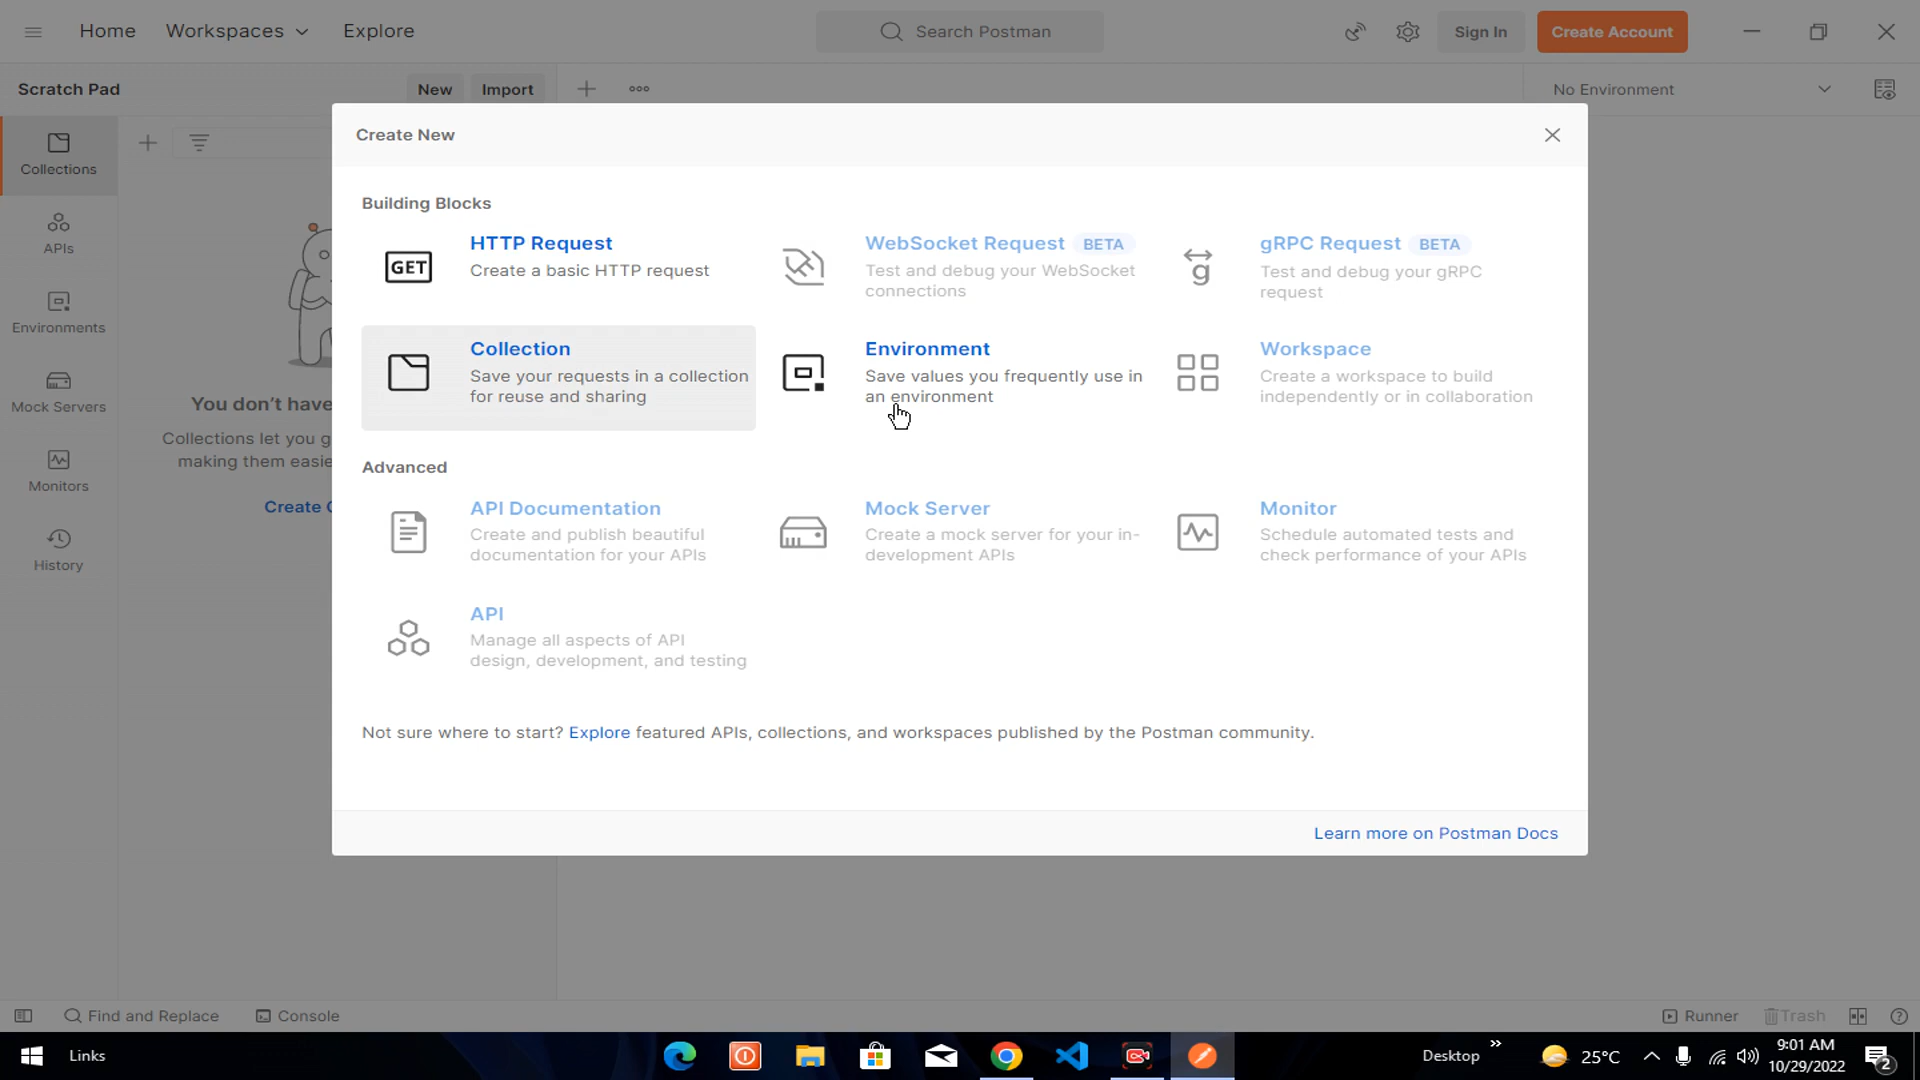 Home Workspaces Explore Search Postman Sign In Create Account
Scratch Pad New Import No Environment
Create New
Collections
APIs
Environments
Mock Servers
Monitors
History
You don't have
Collections let you g
making them easie
Create C
Building Blocks
GET
HTTP Request
Create a basic HTTP request
WebSocket Request BETA
Test and debug your WebSocket
connections
g
gRPC Request BETA
Test and debug your gRPC
request
Collection
Save your requests in a collection
for reuse and sharing
Environment
Save values you frequently use in
an environment
Workspace
Create a workspace to build
independently or in collaboration
Advanced
API Documentation
Create and publish beautiful
documentation for your APIs
Mock Server
Create a mock server for your in-
development APIs
Monitor
Schedule automated tests and
check performance of your APIs
API
Manage all aspects of API
design, development, and testing
Not sure where to start? Explore featured APIs, collections, and workspaces published by the Postman community.
Learn more on Postman Docs
Find and Replace Console Runner Trash
Links Desktop 25°C 9:01 AM
10/29/2022 2